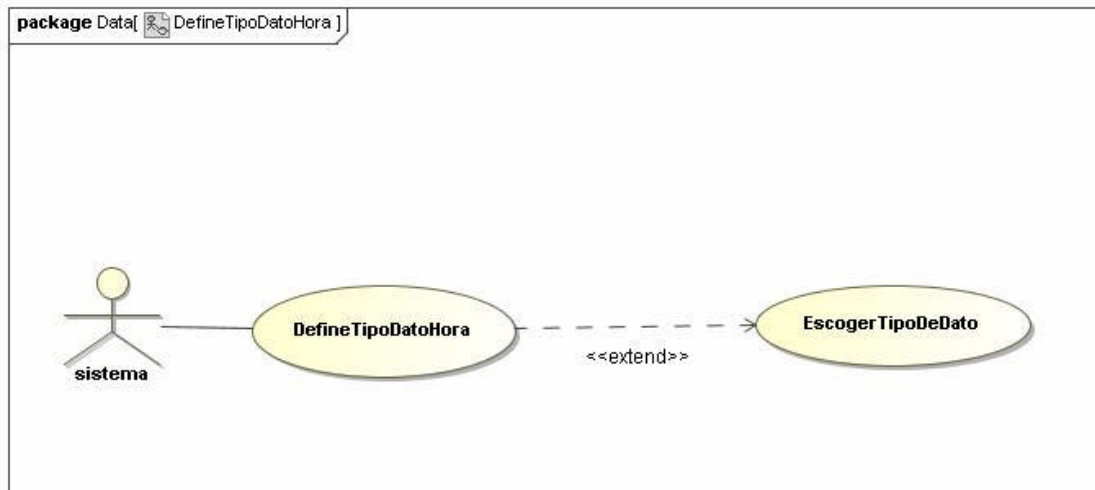 package Data[ DefineTipoDatoHora ]
DefineTipoDatoHora
EscogerTipoDeDato
<<extend>>
sistema